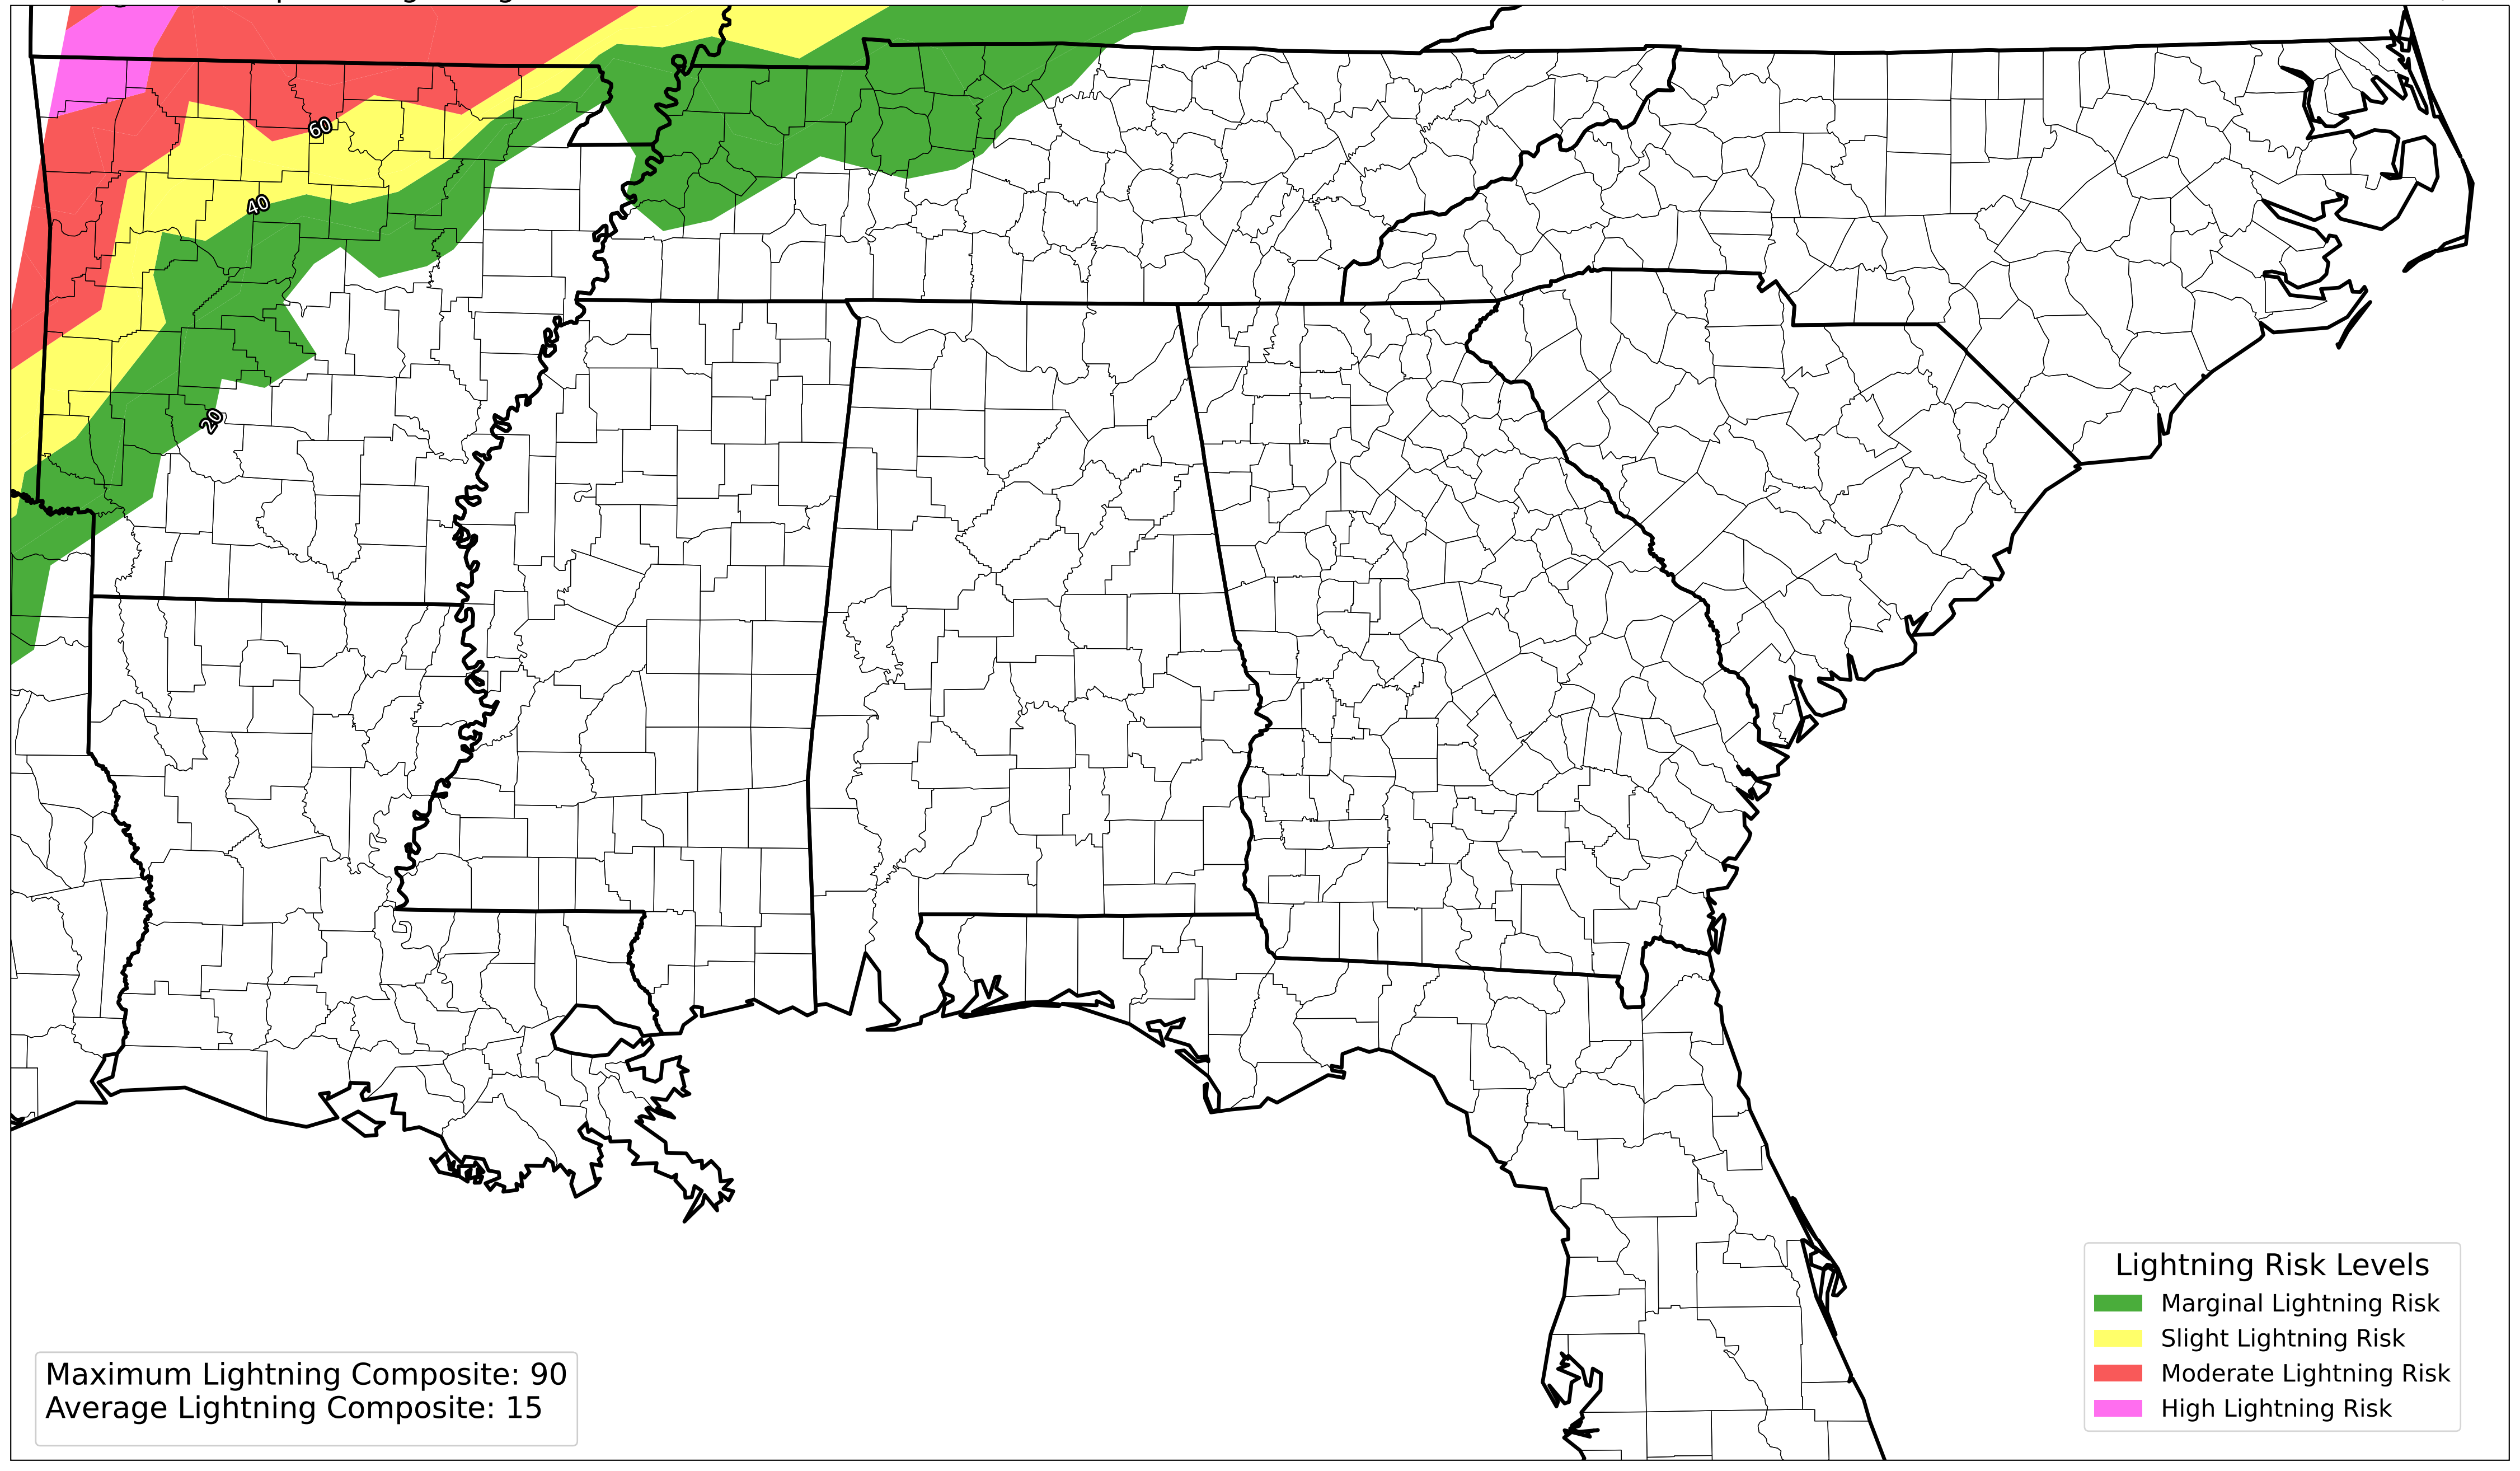 60
40
20
Lightning Risk Levels
Marginal Lightning Risk
Slight Lightning Risk
Moderate Lightning Risk
High Lightning Risk
Maximum Lightning Composite: 90
Average Lightning Composite: 15